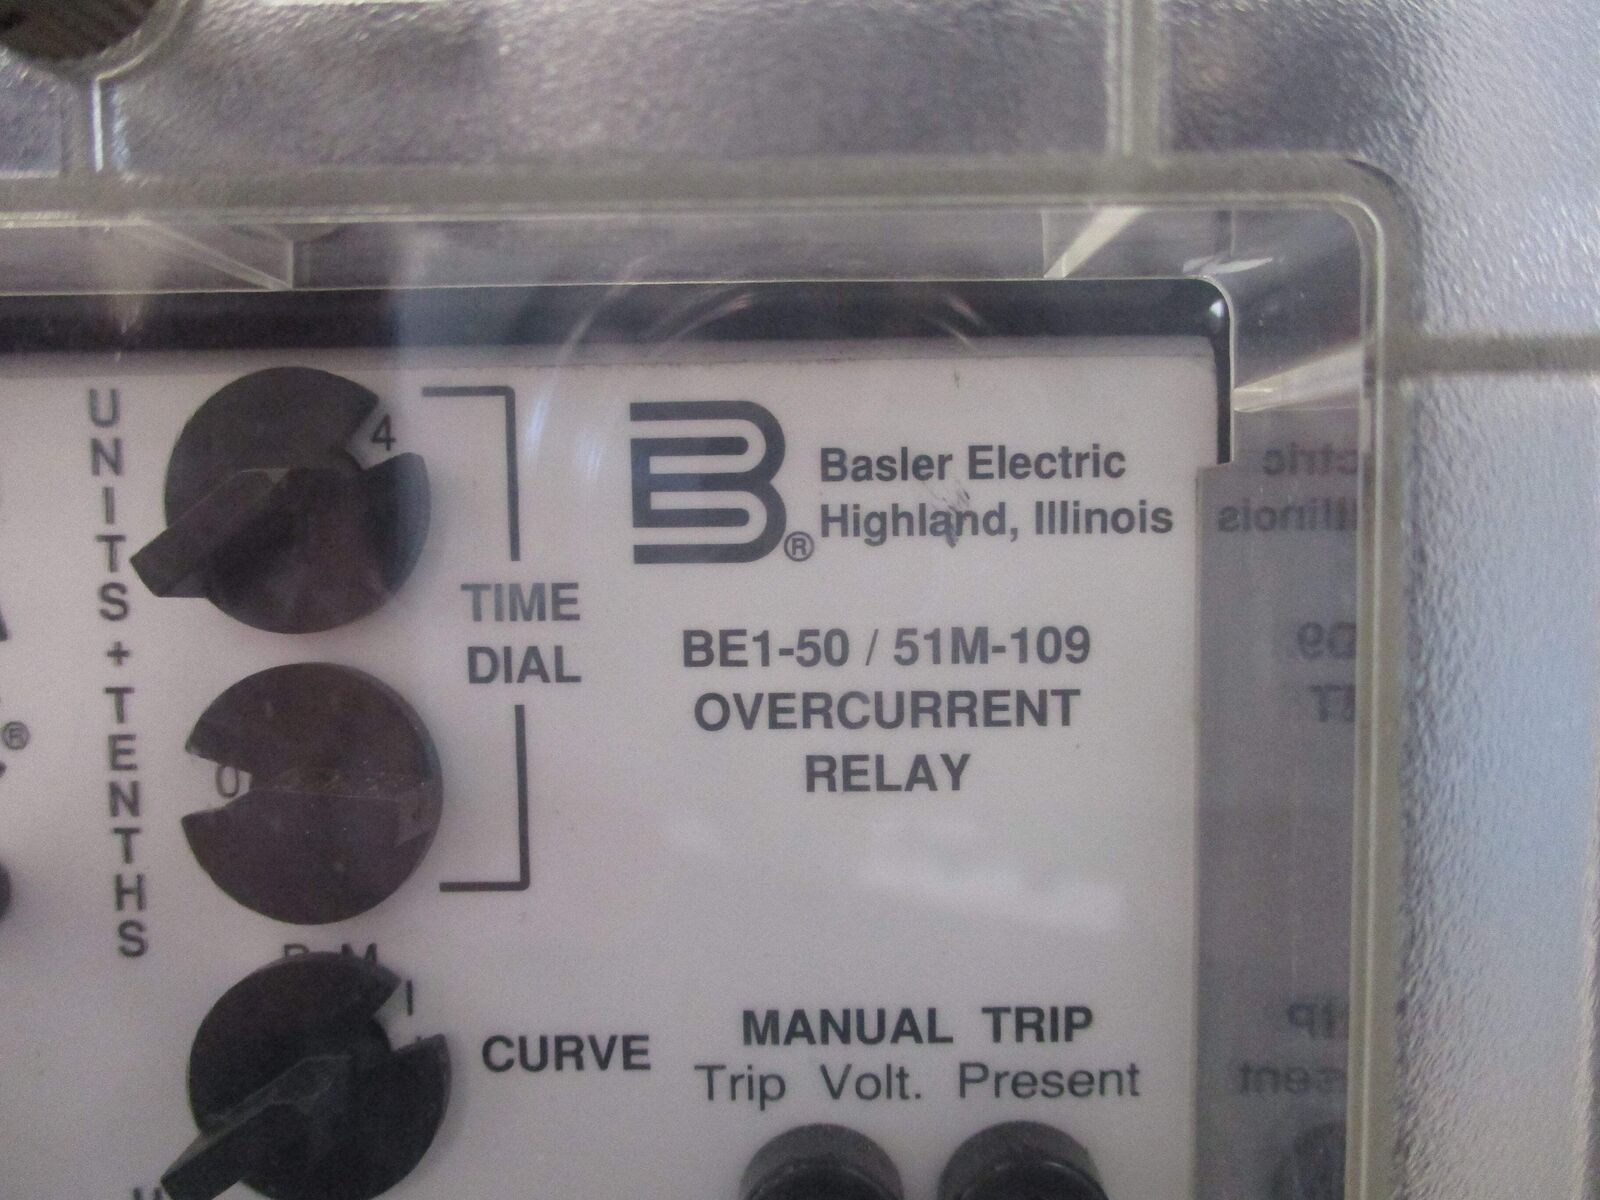 UNITS + TENTHS
4
TIME
DIAL
0
B
®
Basler Electric
Highland, Illinois
BE1-50 / 51M-109
OVERCURRENT
RELAY
M
I
CURVE
MANUAL TRIP
Trip Volt. Present
®